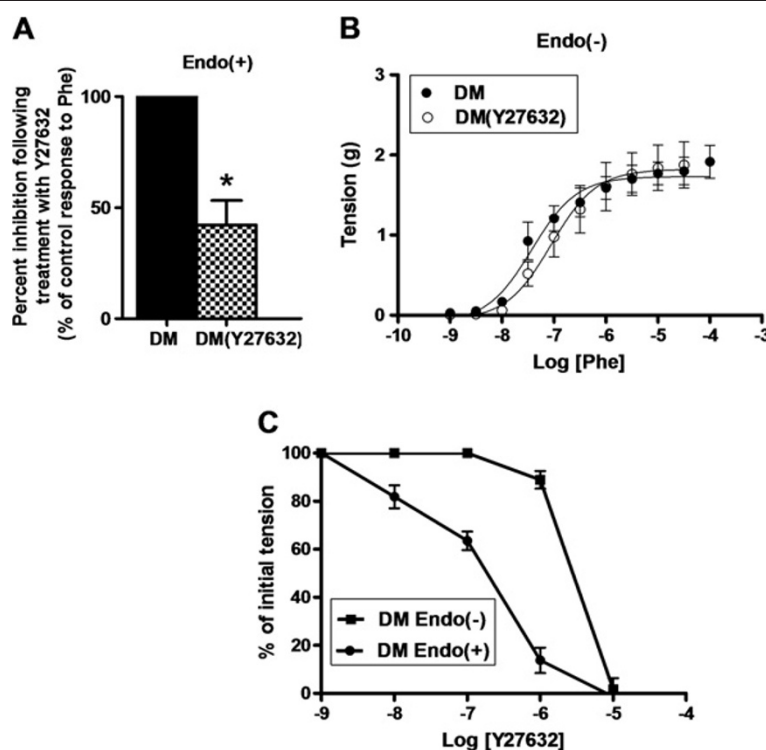 A
Endo(+)
Percent inhibition following
treatment with Y27632
(% of control response to Phe)
100
50
0
DM DM(Y27632)
*
B
Endo(-)
DM
DM(Y27632)
Tension (g)
3
2
1
0
-10 -9 -8 -7 -6 -5 -4 -3
Log [Phe]
C
% of initial tension
100
80
60
40
20
0
DM Endo(-)
DM Endo(+)
-9 -8 -7 -6 -5 -4
Log [Y27632]